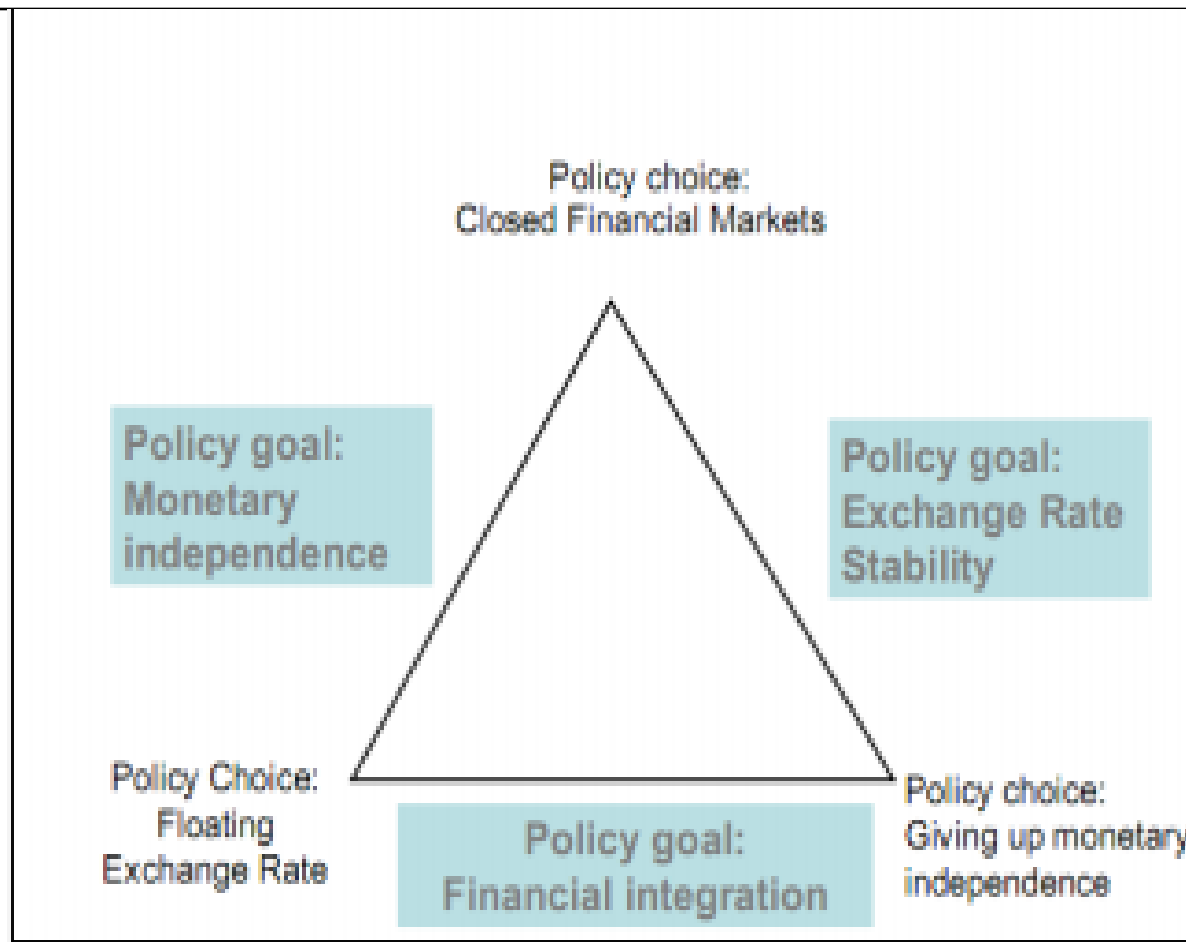 Policy choice:
Closed Financial Markets
Policy goal:
Monetary
independence
Policy goal:
Exchange Rate
Stability
Policy Choice:
Floating
Exchange Rate
Policy goal:
Financial integration
Policy choice:
Giving up monetary
independence